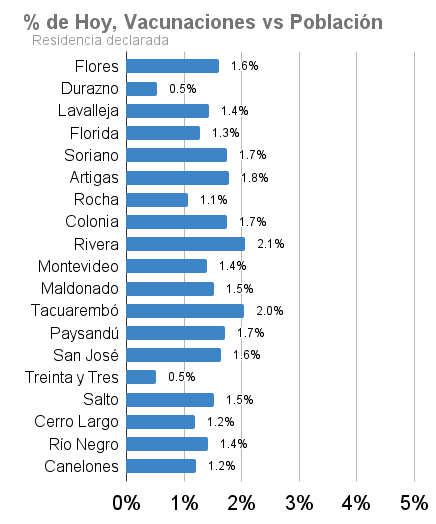 % de Hoy, Vacunaciones vs Población
Residencia declarada
Flores 1.6%
Durazno 0.5%
Lavalleja 1.4%
Florida 1.3%
Soriano 1.7%
Artigas 1.8%
Rocha 1.1%
Colonia 1.7%
Rivera 2.1%
Montevideo 1.4%
Maldonado 1.5%
Tacuarembó 2.0%
Paysandú 1.7%
San José 1.6%
Treinta y Tres 0.5%
Salto 1.5%
Cerro Largo 1.2%
Río Negro 1.4%
Canelones 1.2%
0% 1% 2% 3% 4% 5%